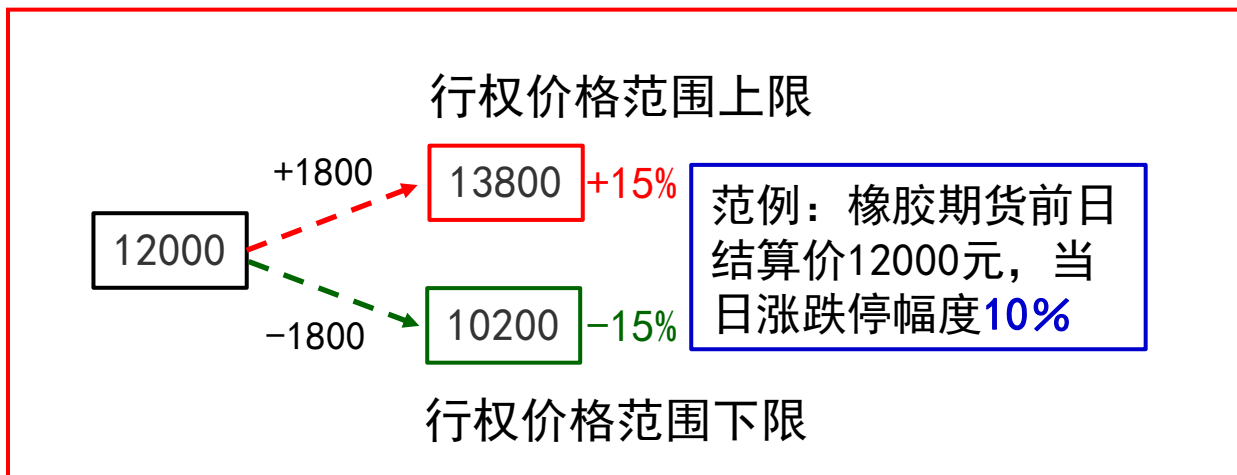 行权价格范围上限
+1800
13800
+15%
12000
范例：橡胶期货前日
结算价12000元，当
日涨跌停幅度10%
-1800
10200
-15%
行权价格范围下限